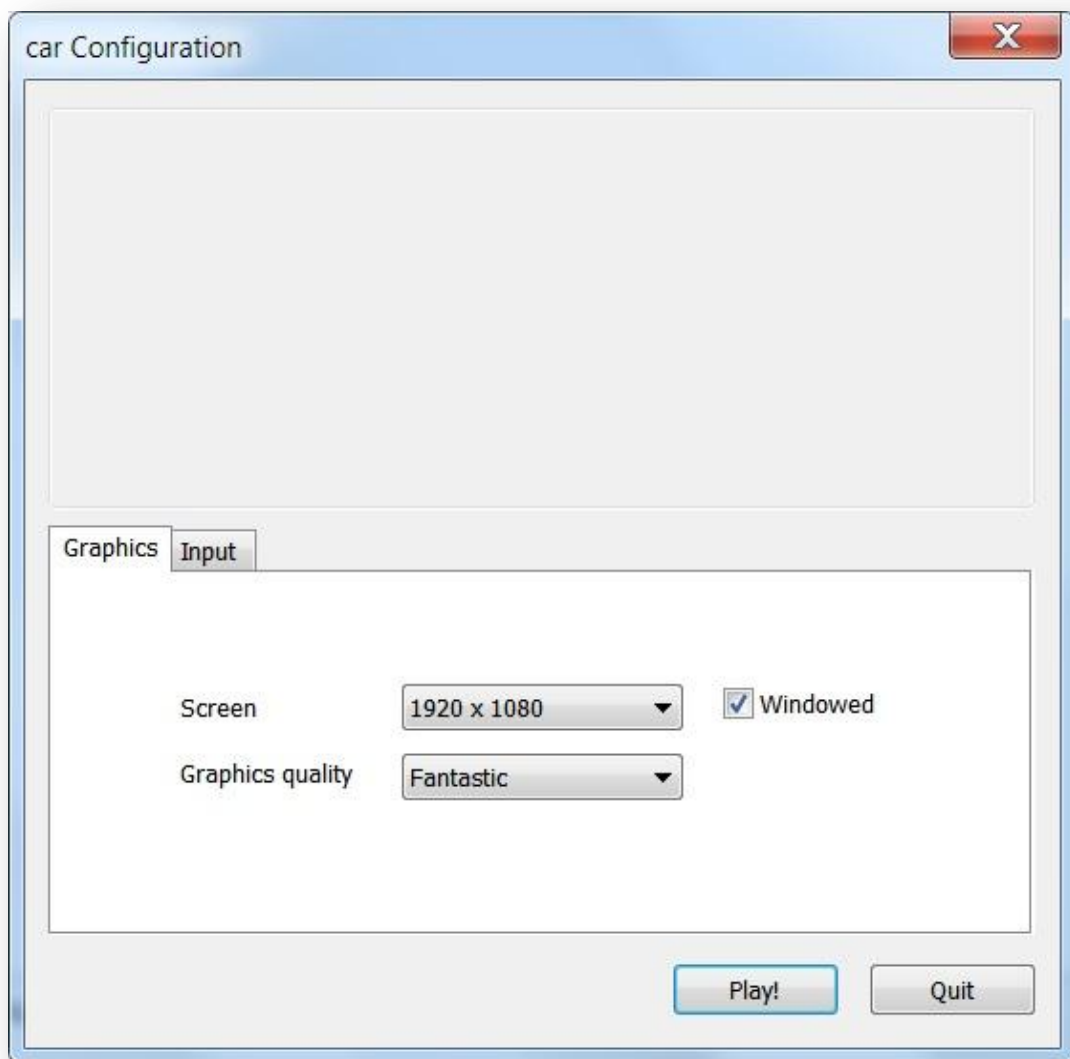 car Configuration
Graphics
Input
Screen
1920 x 1080
Windowed
Graphics quality
Fantastic
Play!
Quit